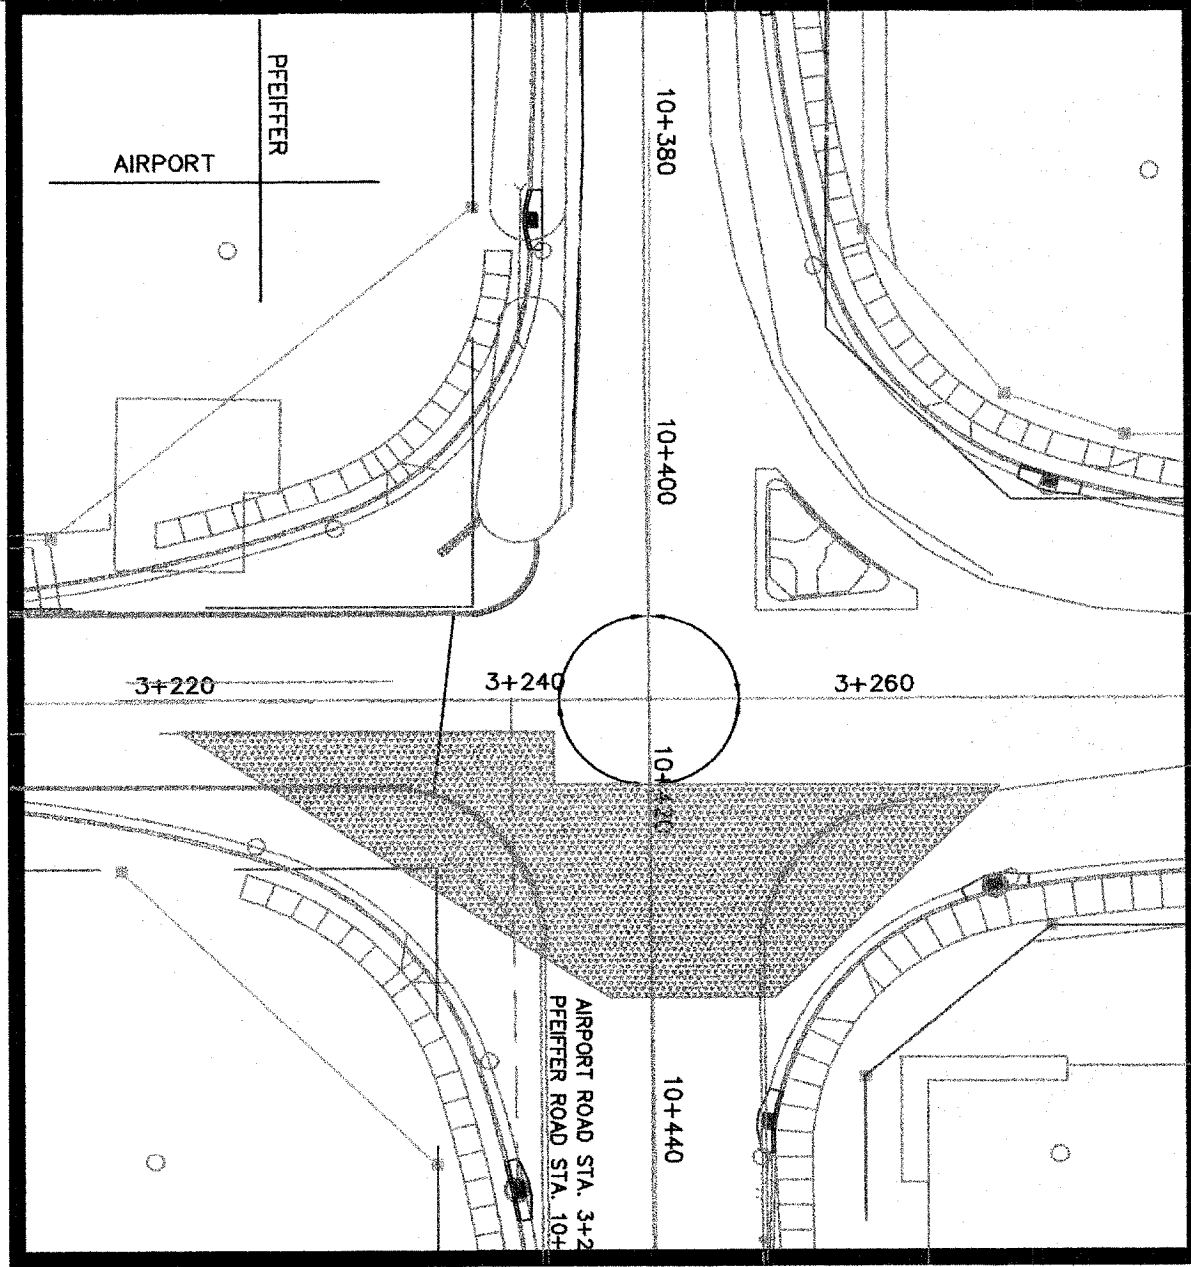 PFEIFFER
AIRPORT
10+380
10+400
3+220
3+240
3+260
10+420
AIRPORT ROAD STA. 3+2
PFEIFFER ROAD STA. 10+
10+440